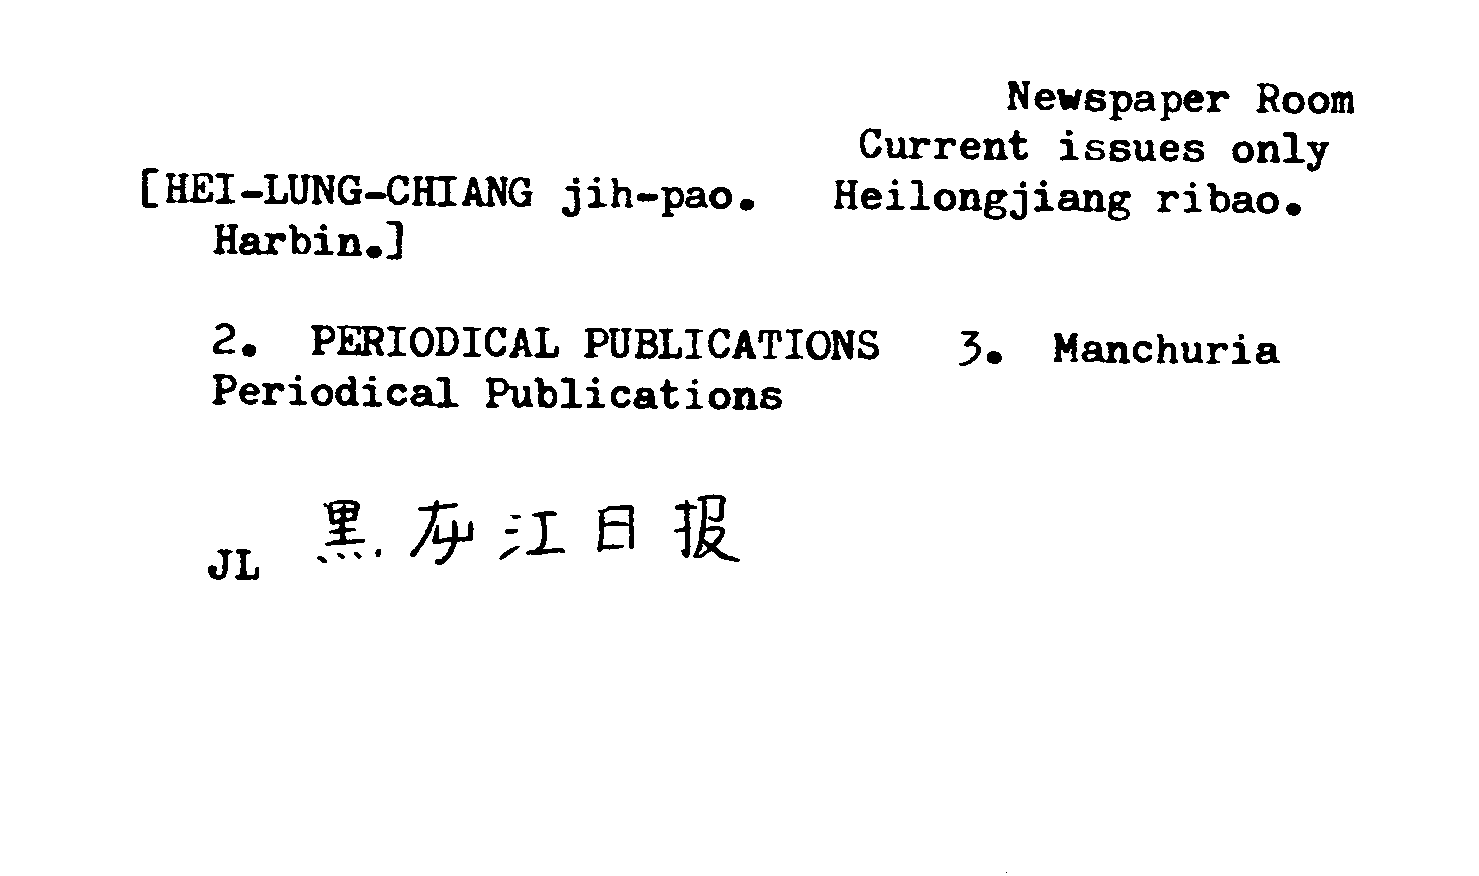 Newspaper Room
Current issues only
[HEI-LUNG-CHIANG jih-pao. Heilongjiang ribao.
Harbin.]
2. PERIODICAL PUBLICATIONS 3. Manchuria
Periodical Publications
JL 黑龙江日报